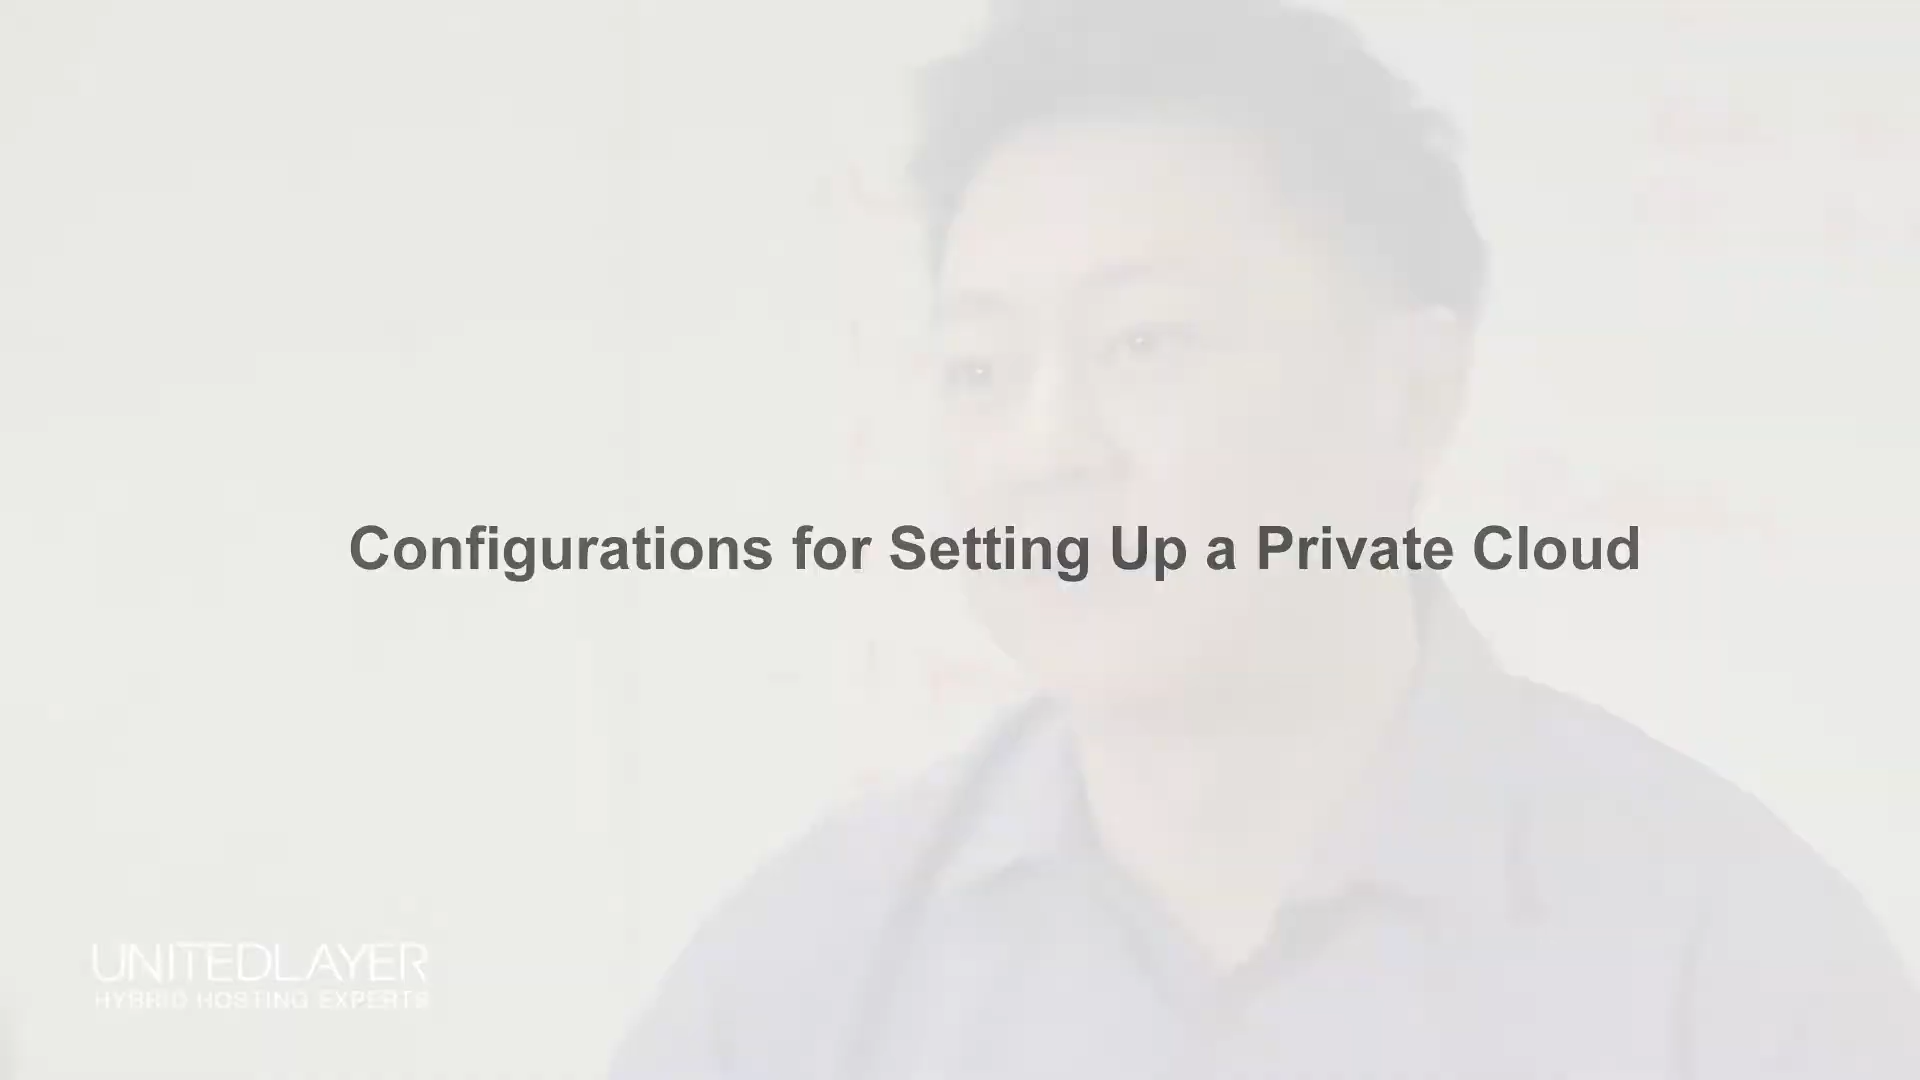 Configurations for Setting Up a Private Cloud
UNITEDLAYER
HYBRID HOSTING EXPERTS